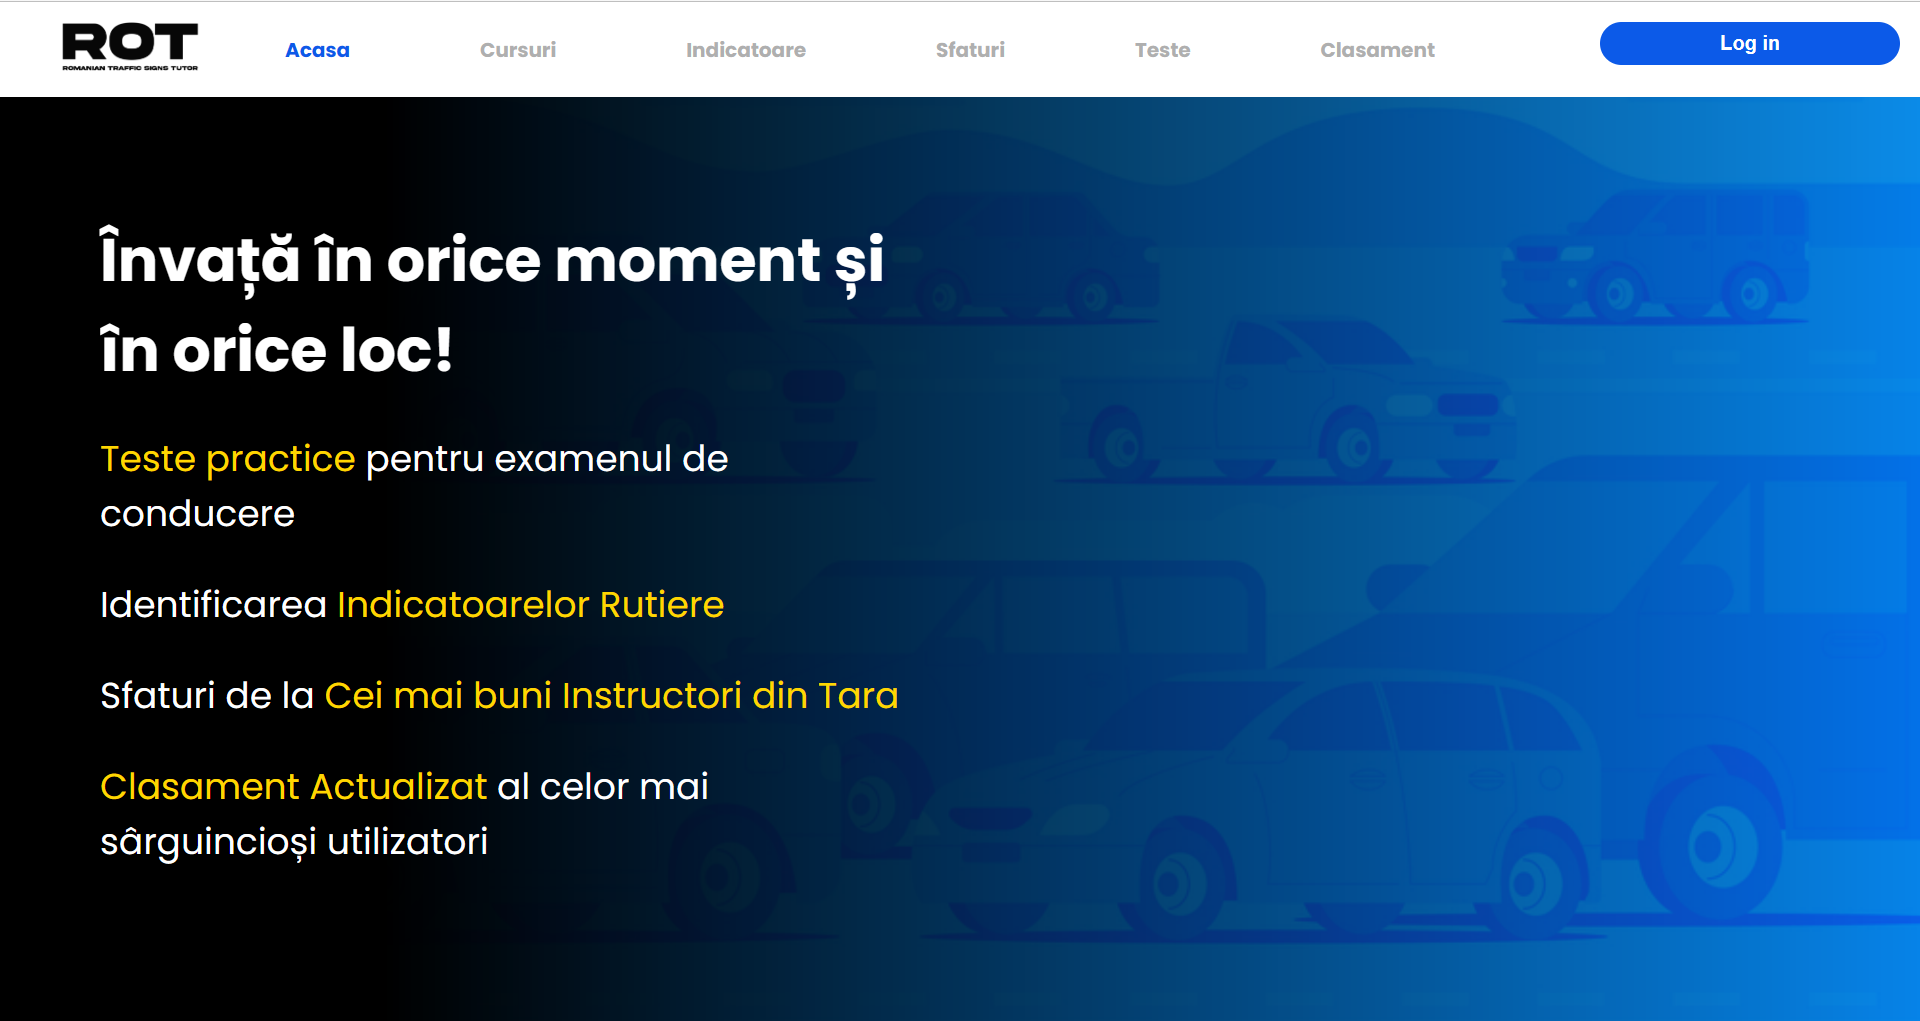 ROT
ROMANIAN TRAFFIC SIGNS TUTOR
Acasa
Cursuri
Indicatoare
Sfaturi
Teste
Clasament
Log in
Învață în orice moment și
în orice loc!
Teste practice pentru examenul de
conducere
Identificarea Indicatoarelor Rutiere
Sfaturi de la Cei mai buni Instructori din Tara
Clasament Actualizat al celor mai
sârguincioși utilizatori